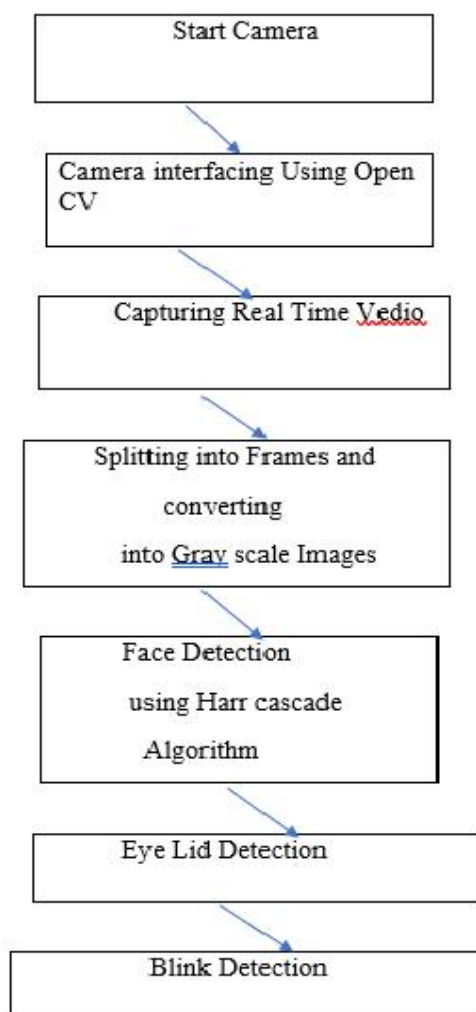 Start Camera
Camera interfacing Using Open
CV
Capturing Real Time Vedio
Splitting into Frames and
converting
into Gray scale Images
Face Detection
using Harr cascade
Algorithm
Eye Lid Detection
Blink Detection